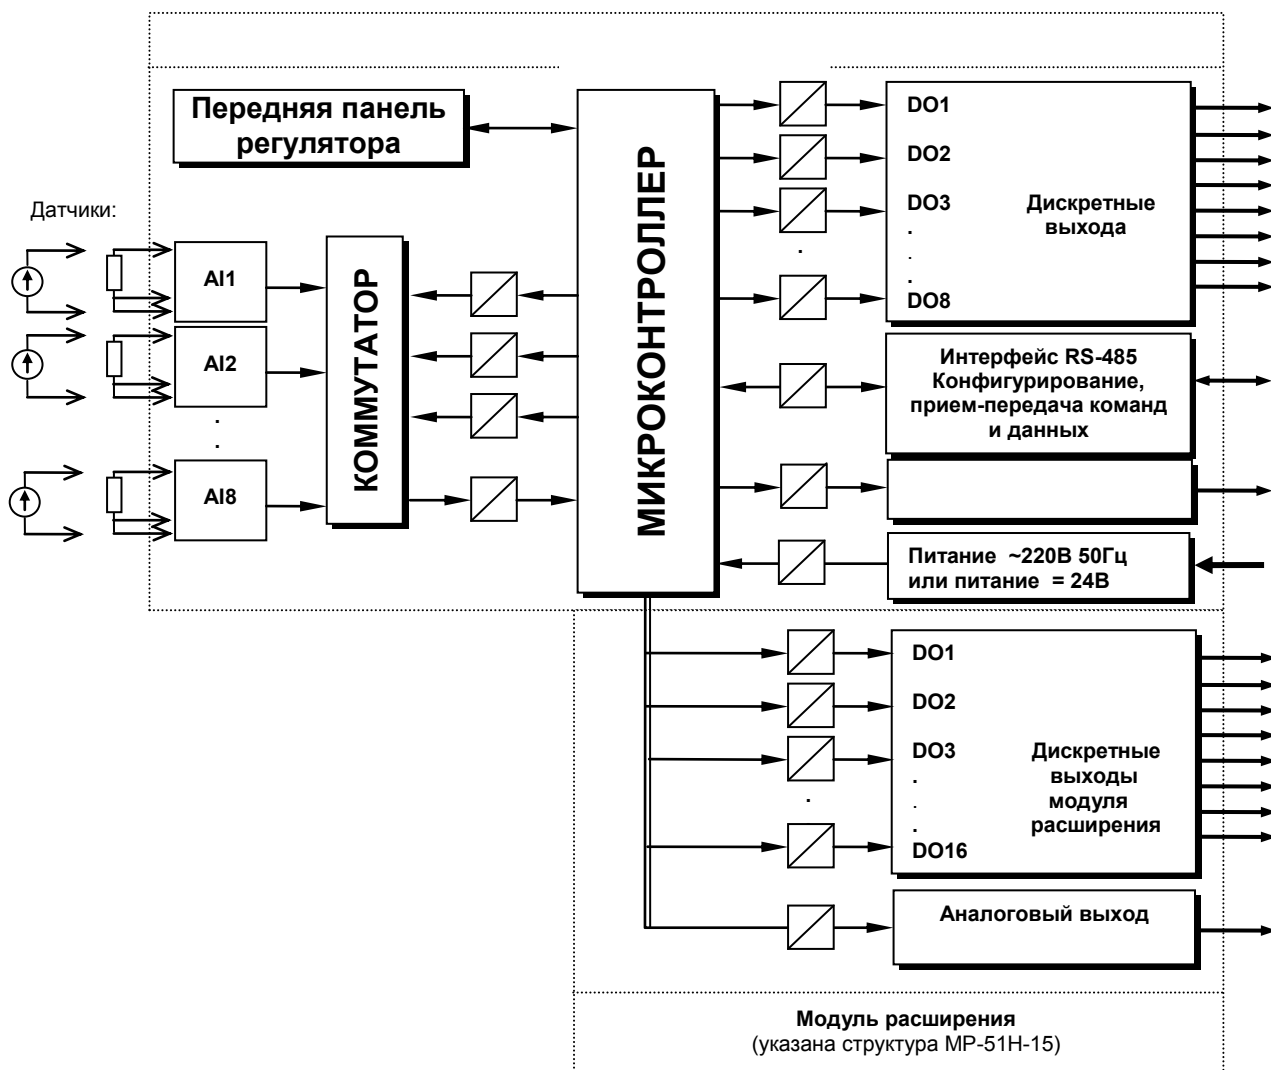 Передняя панель
регулятора
Датчики:
AI1
AI2
.
.
AI8
КОММУТАТОР
МИКРОКОНТРОЛЛЕР
.
DO1
DO2
DO3
.
.
.
DO8
Дискретные
выхода
Интерфейс RS-485
Конфигурирование,
прием-передача команд
и данных
Питание ~220В 50Гц
или питание = 24В
.
DO1
DO2
DO3
.
.
.
DO16
Дискретные
выходы
модуля
расширения
Аналоговый выход
Модуль расширения
(указана структура МР-51Н-15)